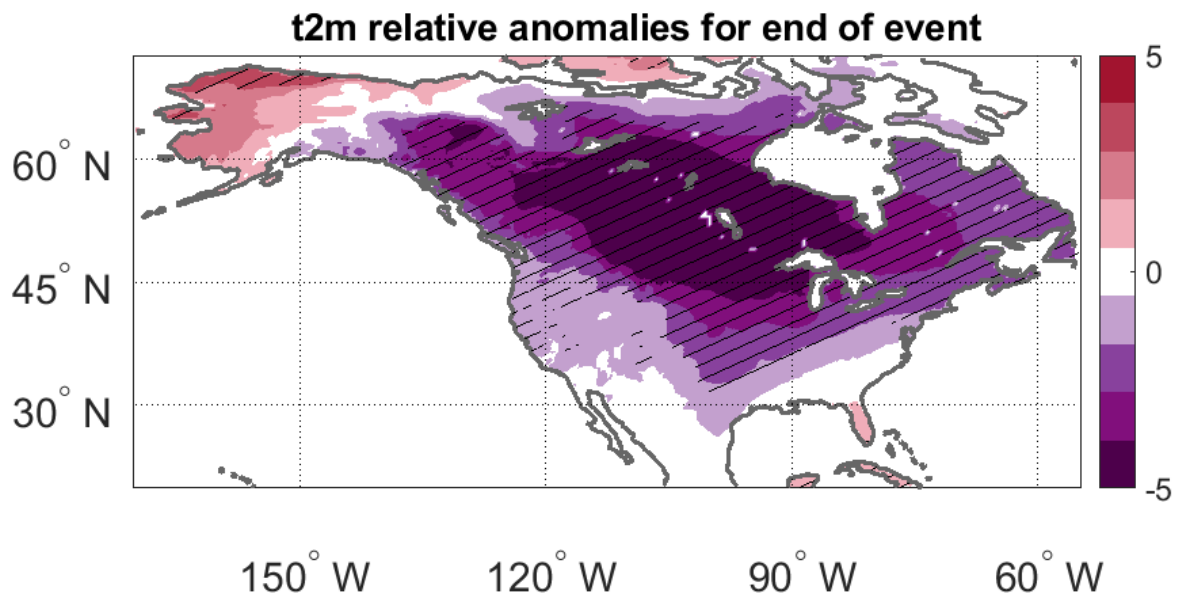 t2m relative anomalies for end of event
5
60° N
0
45° N
30° N
-5
150° W 120° W 90° W 60° W